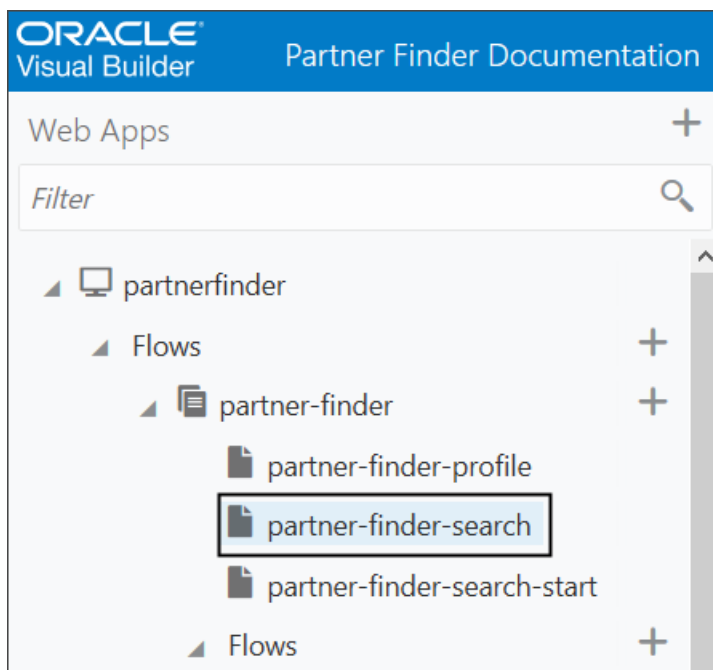 ORACLE®
Visual Builder
Partner Finder Documentation
Web Apps
Filter
partnerfinder
Flows
partner-finder
partner-finder-profile
partner-finder-search
partner-finder-search-start
Flows